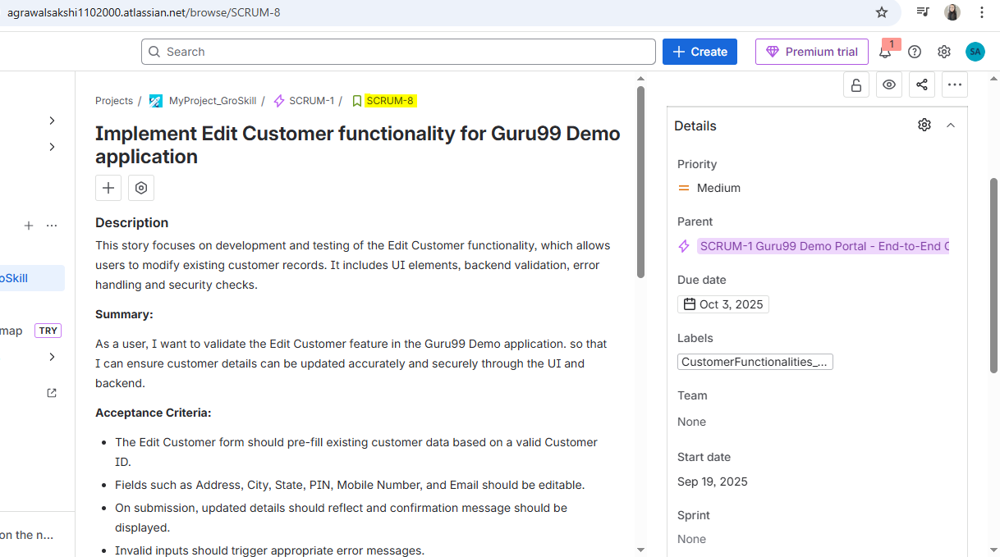 agrawalsakshi1102000.atlassian.net/browse/SCRUM-8
Search
Create
Premium trial
1
SA
Projects / MyProject_GroSkill / SCRUM-1 / SCRUM-8
Implement Edit Customer functionality for Guru99 Demo
application
Description
This story focuses on development and testing of the Edit Customer functionality, which allows
users to modify existing customer records. It includes UI elements, backend validation, error
handling and security checks.
Summary:
As a user, I want to validate the Edit Customer feature in the Guru99 Demo application. so that
I can ensure customer details can be updated accurately and securely through the UI and
backend.
Acceptance Criteria:
• The Edit Customer form should pre-fill existing customer data based on a valid Customer
ID.
• Fields such as Address, City, State, PIN, Mobile Number, and Email should be editable.
• On submission, updated details should reflect and confirmation message should be
displayed.
• Invalid inputs should trigger appropriate error messages.
oSkill
map TRY
on the n...
Details
Priority
Medium
Parent
SCRUM-1 Guru99 Demo Portal - End-to-End C
Due date
Oct 3, 2025
Labels
CustomerFunctionalities_...
Team
None
Start date
Sep 19, 2025
Sprint
None